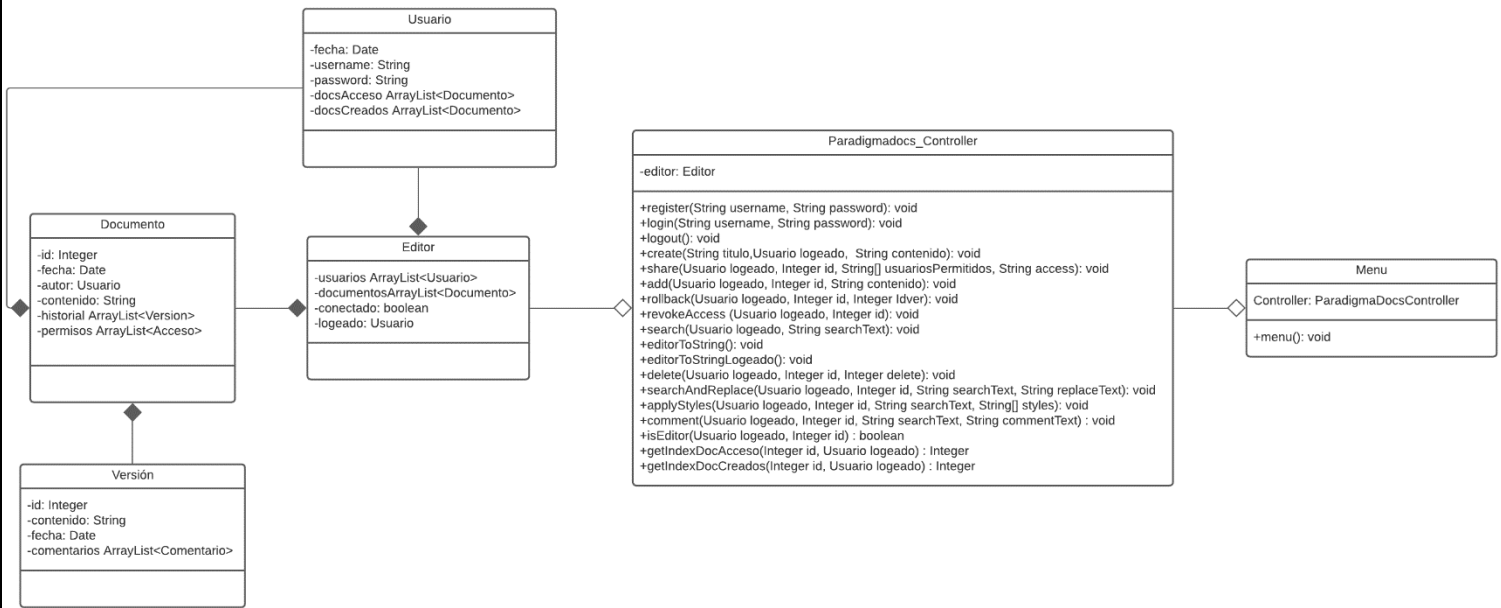 Usuario
-fecha: Date
-username: String
-password: String
-docsAcceso ArrayList<Documento>
-docsCreados ArrayList<Documento>
Documento
-id: Integer
-fecha: Date
-autor: Usuario
-contenido: String
-historial ArrayList<Version>
-permisos ArrayList<Acceso>
Editor
-usuarios ArrayList<Usuario>
-documentosArrayList<Documento>
-conectado: boolean
-logeado: Usuario
Versión
-id: Integer
-contenido: String
-fecha: Date
-comentarios ArrayList<Comentario>
Paradigmadocs_Controller
-editor: Editor
+register(String username, String password): void
+login(String username, String password): void
+logout(): void
+create(String titulo,Usuario logeado, String contenido): void
+share(Usuario logeado, Integer id, String[] usuariosPermitidos, String access): void
+add(Usuario logeado, Integer id, String contenido): void
+rollback(Usuario logeado, Integer id, Integer Idver): void
+revokeAccess (Usuario logeado, Integer id): void
+search(Usuario logeado, String searchText): void
+editorToString(): void
+editorToStringLogeado(): void
+delete(Usuario logeado, Integer id, Integer delete): void
+searchAndReplace(Usuario logeado, Integer id, String searchText, String replaceText): void
+applyStyles(Usuario logeado, Integer id, String searchText, String[] styles): void
+comment(Usuario logeado, Integer id, String searchText, String commentText) : void
+isEditor(Usuario logeado, Integer id) : boolean
+getIndexDocAcceso(Integer id, Usuario logeado) : Integer
+getIndexDocCreados(Integer id, Usuario logeado) : Integer
Menu
Controller: ParadigmaDocsController
+menu(): void